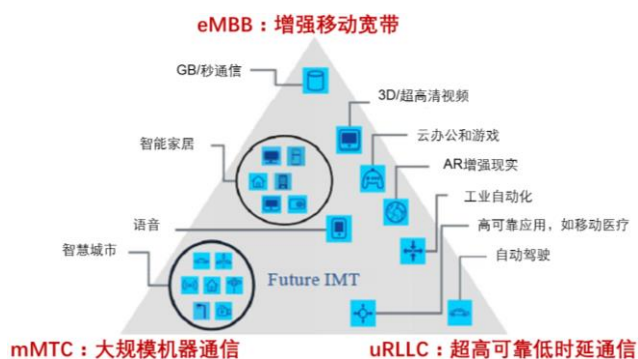 eMBB：增强移动宽带
GB/秒通信
3D/超高清视频
云办公和游戏
智能家居
AR增强现实
工业自动化
语音
高可靠应用，如移动医疗
智慧城市
自动驾驶
Future IMT
mMTC：大规模机器通信
uRLLC：超高可靠低时延通信